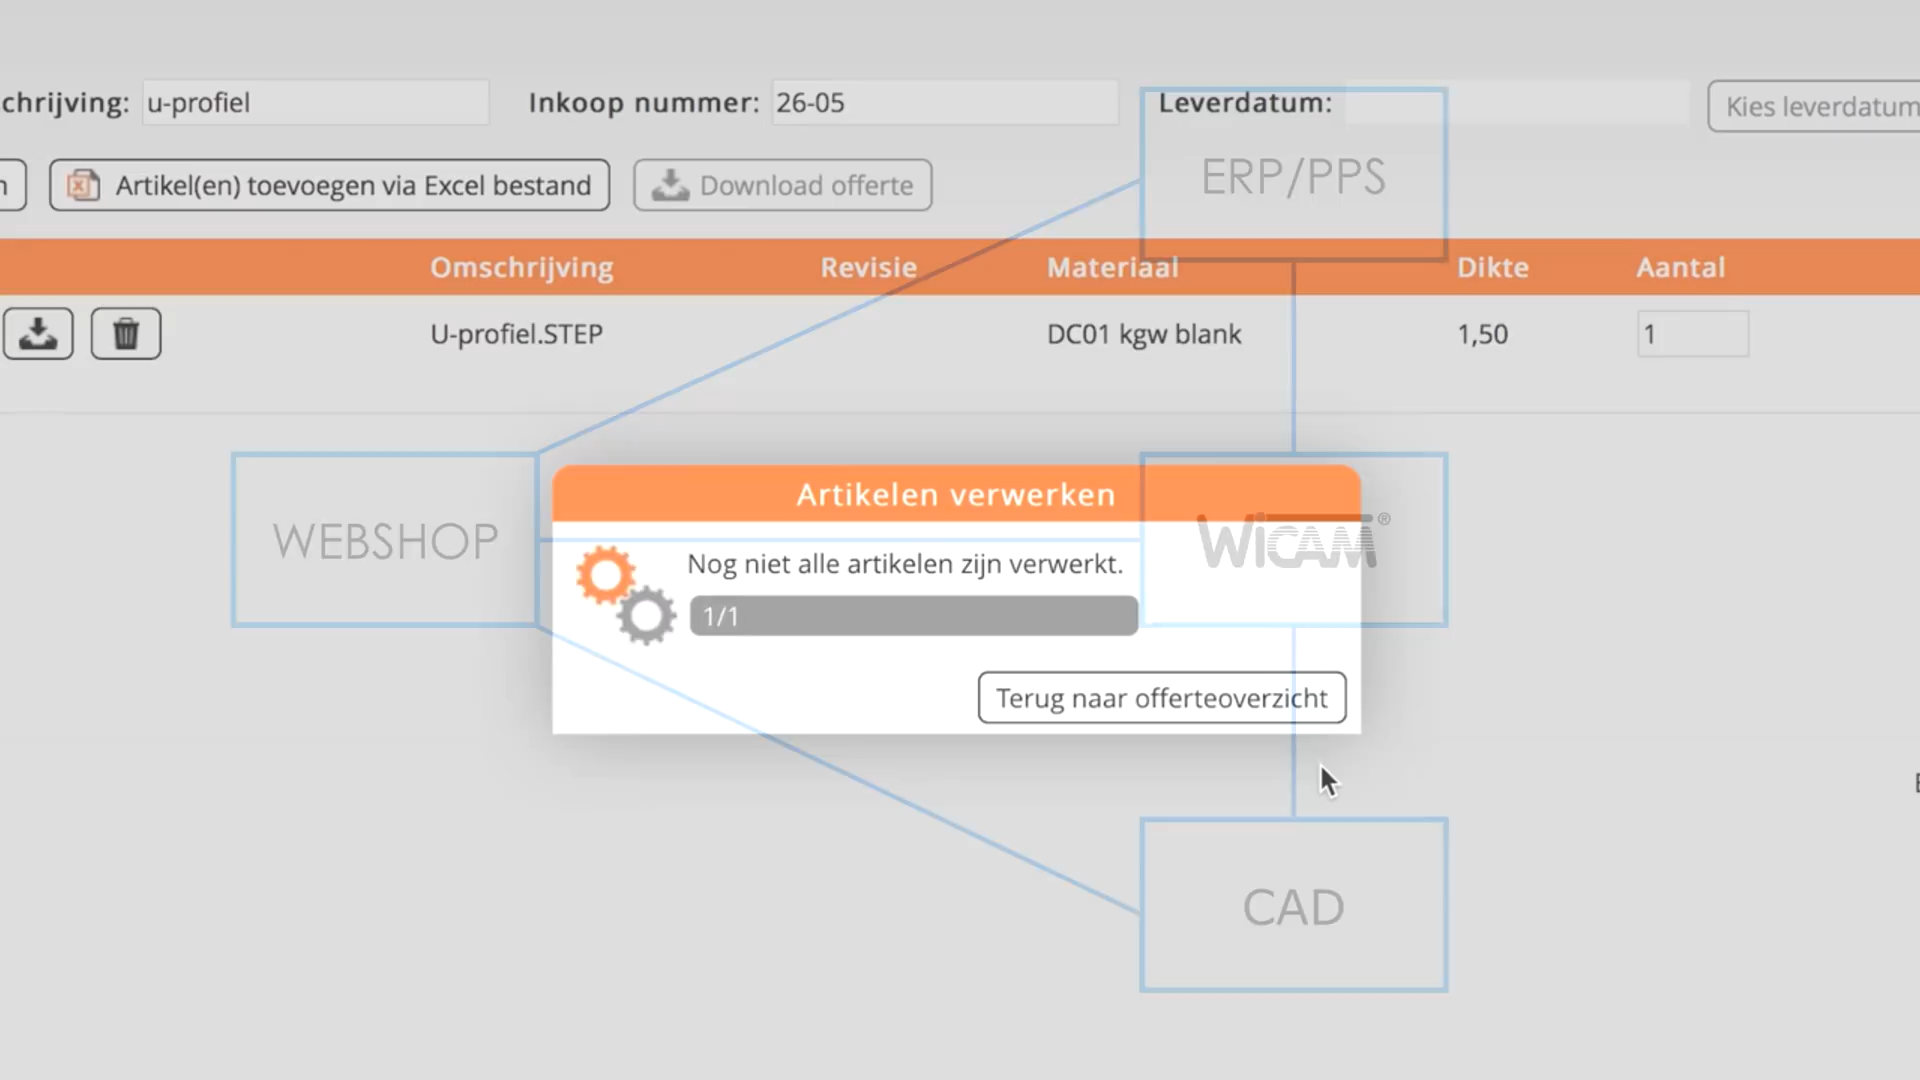 chrijving: u-profiel Inkoop nummer: 26-05 Leverdatum: Kies leverdatum
n Artikel(en) toevoegen via Excel bestand Download offerte
ERP/PPS
Omschrijving Revisie Materiaal Dikte Aantal
U-profiel.STEP DC01 kgw blank 1,50 1
Artikelen verwerken
WEBSHOP
WiCAM®
Nog niet alle artikelen zijn verwerkt.
1/1
Terug naar offerteoverzicht
CAD